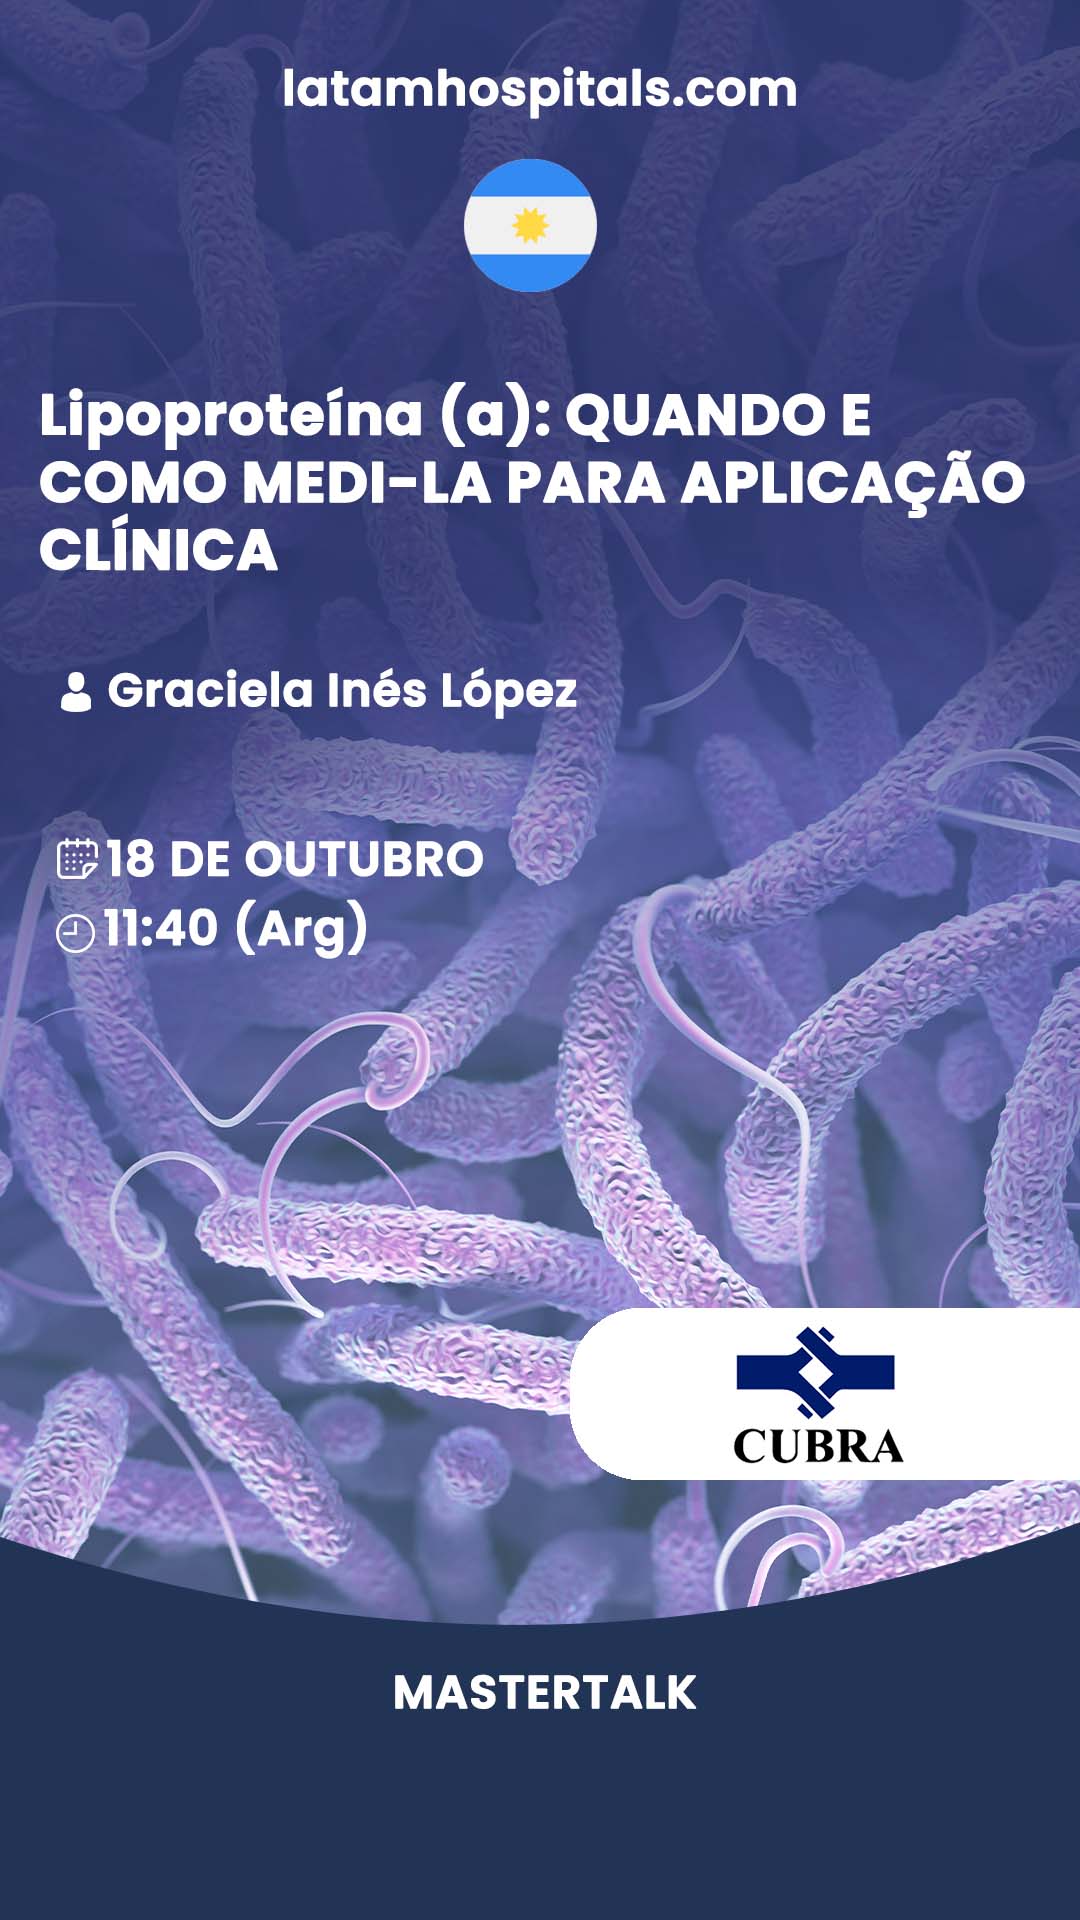 latamhospitals.com
Lipoproteína (a): QUANDO E
COMO MEDI-LA PARA APLICAÇÃO
CLÍNICA
Graciela Inés López
18 DE OUTUBRO
11:40 (Arg)
CUBRA
MASTERTALK